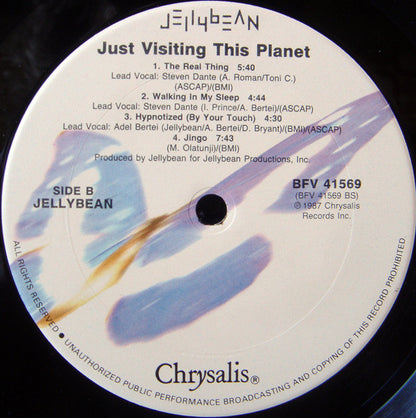 JELLYBEAN
Just Visiting This Planet
1. The Real Thing 5:40
Lead Vocal: Steven Dante (A. Roman/Toni C.)
(ASCAP)/(BMI)
2. Walking In My Sleep 4:44
Lead Vocal: Steven Dante (I. Prince/A. Bertei)/(ASCAP)
3. Hypnotized (By Your Touch) 4:30
Lead Vocal: Adel Bertei (Jellybean/A. Bertei/D. Bryant)/(BMI)/(ASCAP)
4. Jingo 7:43
(M. Olatunji)/(BMI)
Produced by Jellybean for Jellybean Productions, Inc.
SIDE B
JELLYBEAN
BFV 41569
(BFV 41569 BS)
℗ 1987 Chrysalis
Records Inc.
Chrysalis®
ALL RIGHTS RESERVED • UNAUTHORIZED PUBLIC PERFORMANCE BROADCASTING AND COPYING OF THIS RECORD PROHIBITED